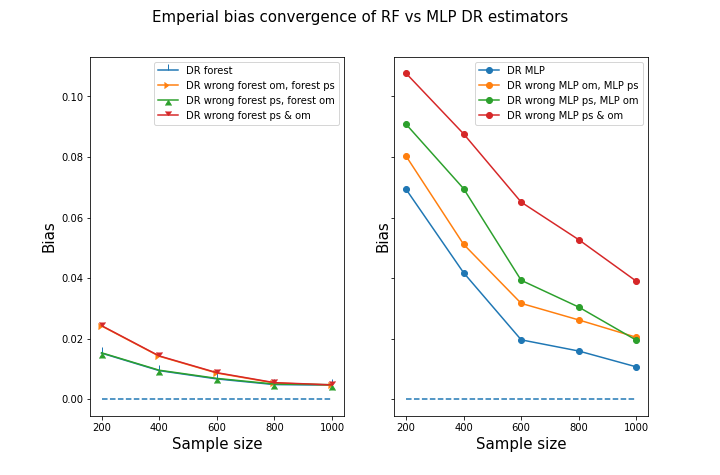 Emperial bias convergence of RF vs MLP DR estimators
DR forest
DR wrong forest om, forest ps
DR wrong forest ps, forest om
DR wrong forest ps & om
0.10
0.08
0.06
0.04
0.02
0.00
Bias
200 400 600 800 1000
Sample size
DR MLP
DR wrong MLP om, MLP ps
DR wrong MLP ps, MLP om
DR wrong MLP ps & om
Bias
200 400 600 800 1000
Sample size